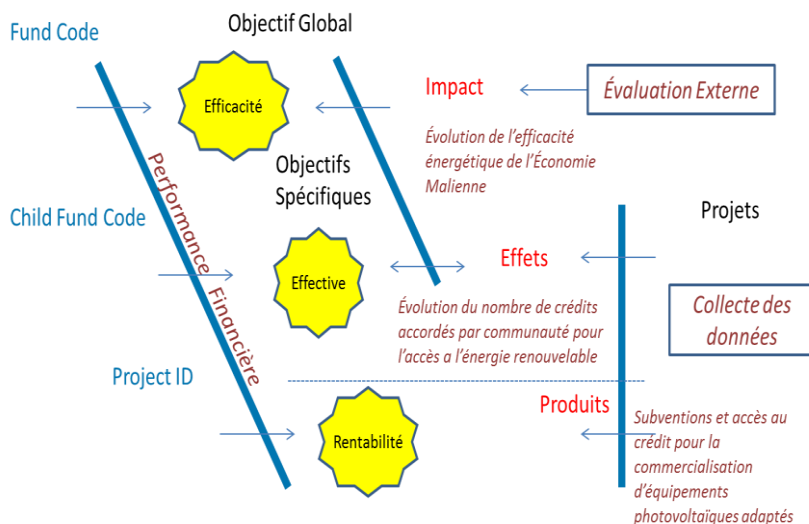 Fund Code
Objectif Global
Efficacité
Impact
Évaluation Externe
Évolution de l'efficacité
énergétique de l'Économie
Malienne
Performance Financière
Objectifs
Spécifiques
Child Fund Code
Projets
Effective
Effets
Évolution du nombre de crédits
accordés par communauté pour
l'accès a l'énergie renouvelable
Collecte des
données
Project ID
Produits
Rentabilité
Subventions et accès au
crédit pour la
commercialisation
d'équipements
photovoltaïques adaptés